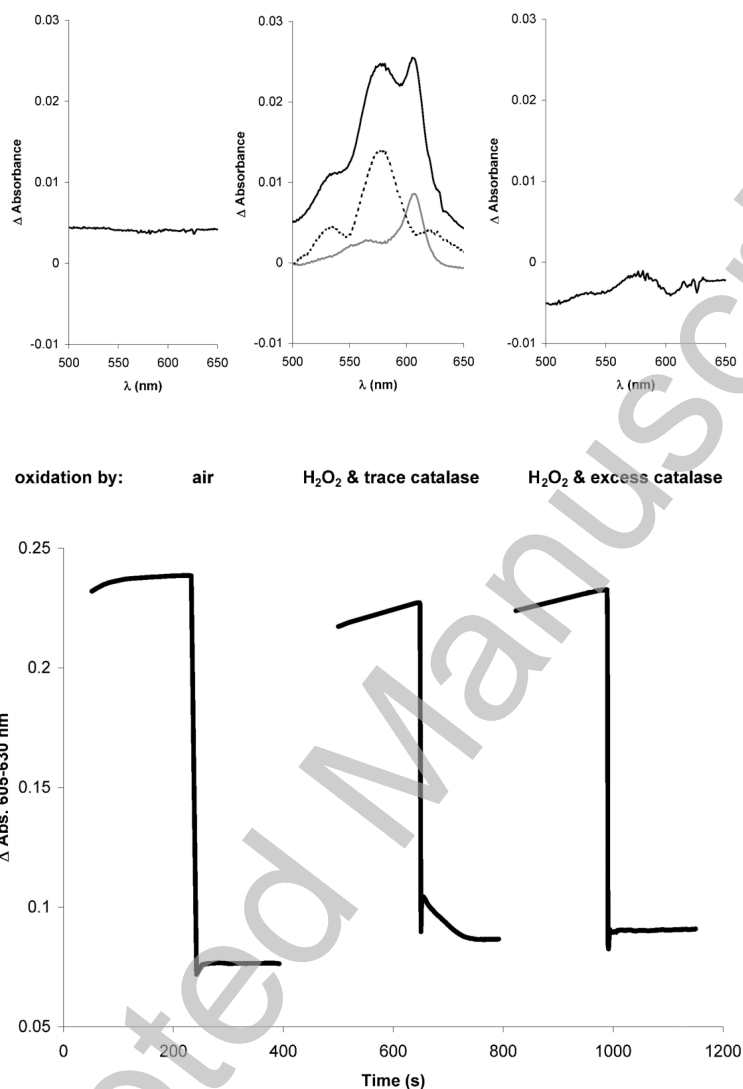 0.03
0.02
0.01
0
-0.01
Δ Absorbance
500 550 600 650
λ (nm)
0.03
0.02
0.01
0
-0.01
Δ Absorbance
500 550 600 650
λ (nm)
0.03
0.02
0.01
0
-0.01
Δ Absorbance
500 550 600 650
λ (nm)
oxidation by: air H₂O₂ & trace catalase H₂O₂ & excess catalase
0.25
0.2
0.15
0.1
0.05
Δ Abs. 605-630 nm
0 200 400 600 800 1000 1200
Time (s)
ted Manuscri